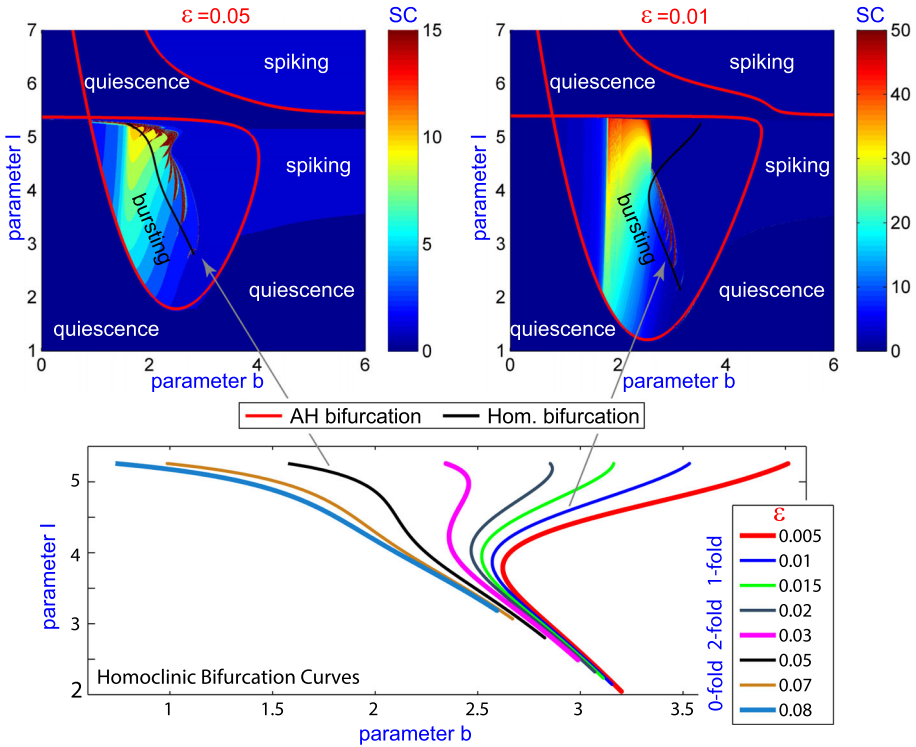 ε =0.05
SC
ε =0.01
SC
7
6
5
4
3
2
1
parameter I
0
2
4
6
parameter b
quiescence
spiking
spiking
bursting
quiescence
quiescence
15
10
5
0
7
6
5
4
3
2
1
parameter I
0
2
4
6
parameter b
quiescence
spiking
spiking
bursting
quiescence
quiescence
50
40
30
20
10
0
AH bifurcation
Hom. bifurcation
5
4
3
2
parameter I
Homoclinic Bifurcation Curves
1
1.5
2
2.5
3
3.5
parameter b
0-fold 2-fold 1-fold
ε
0.005
0.01
0.015
0.02
0.03
0.05
0.07
0.08